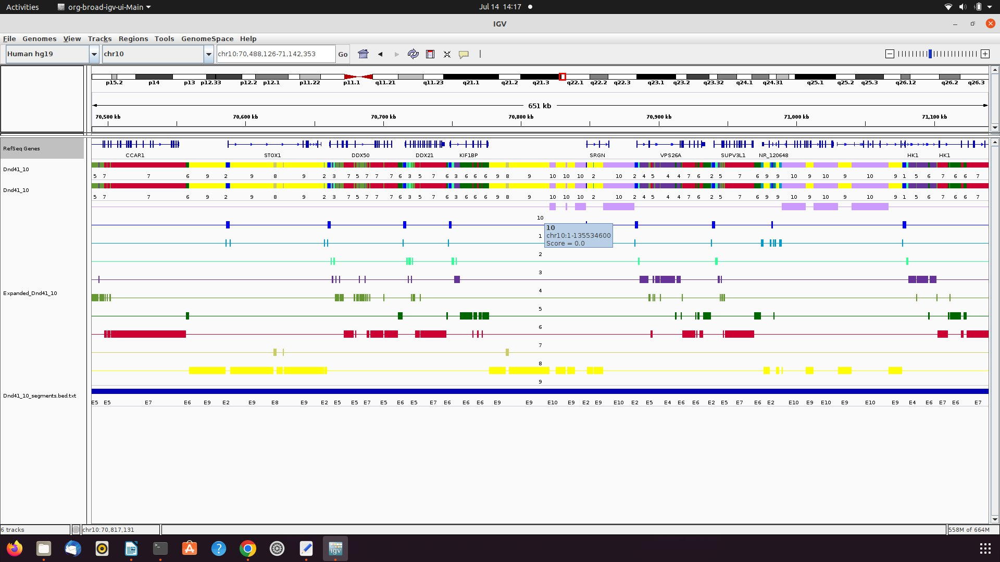 Activities org-broad-igv-ui-Main Jul 14 14:17
IGV
File Genomes View Tracks Regions Tools GenomeSpace Help
Human hg19 chr10 chr10:70,488,126-71,142,353 Go
p15.2 p14 p13 p12.33 p12.2 p12.1 p11.22 p11.1 q11.21 q11.23 q21.1 q21.2 q21.3 q22.1 q22.2 q22.3 q23.1 q23.2 q23.32 q24.1 q24.31 q25.1 q25.2 q25.3 q26.12 q26.2 q26.3
651 kb
70,500 kb 70,600 kb 70,700 kb 70,800 kb 70,900 kb 71,000 kb 71,100 kb
RefSeq Genes
CCAR1 STOX1 DDX50 DDX21 KIF1BP SRGN VPS26A SUPV3L1 NR_120648 HK1 HK1
Dnd41_10
5 7 7 6 9 2 9 8 9 2 3 7 5 7 7 7 6 3 5 7 6 3 6 6 6 9 8 9 10 10 10 2 10 2 4 5 4 4 7 6 2 5 7 6 9 9 10 9 10 9 10 9 1 5 6 7 6 6 7
Dnd41_10
5 7 7 6 9 2 9 8 9 2 3 7 5 7 7 7 6 3 5 7 6 3 6 6 6 9 8 9 10 10 10 2 10 2 4 5 4 4 7 6 2 5 7 6 9 9 10 9 10 9 10 9 1 5 6 7 6 6 7
10
10
chr10:1-135534600
Score = 0.0
1
2
3
4
Expanded_Dnd41_10
5
6
7
8
9
Dnd41_10_segments.bed.txt
E5 E5 E7 E6 E9 E2 E9 E8 E9 E2 E5 E5 E7 E5 E6 E5 E7 E6 E6 E6 E9 E9 E10 E9 E2 E9 E10 E2 E5 E4 E6 E6 E2 E5 E7 E6 E2 E10 E9 E10 E9 E10 E9 E4 E6 E7 E6 E7
6 tracks chr10:70,817,131 558M of 664M
igv